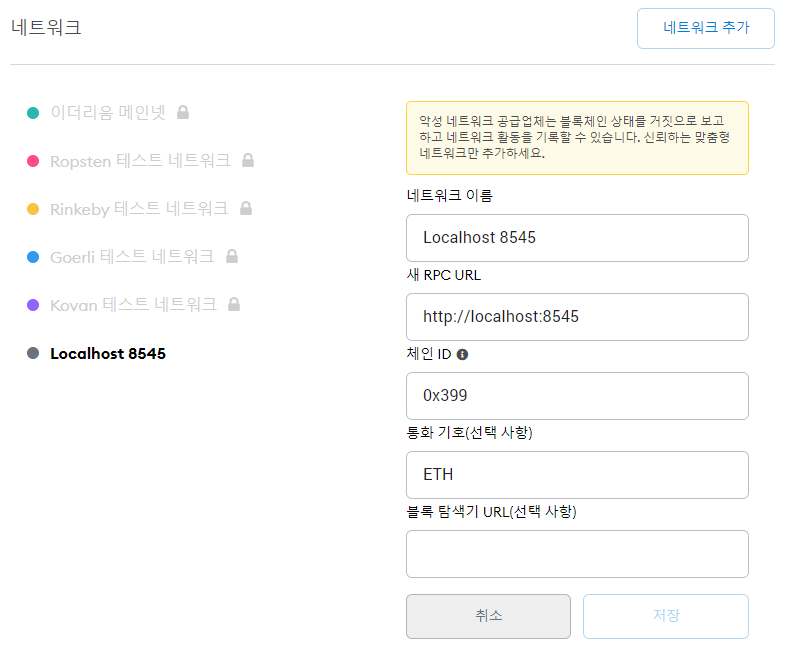 네트워크
네트워크 추가
이더리움 메인넷
Ropsten 테스트 네트워크
Rinkeby 테스트 네트워크
Goerli 테스트 네트워크
Kovan 테스트 네트워크
Localhost 8545
악성 네트워크 공급업체는 블록체인 상태를 거짓으로 보고
하고 네트워크 활동을 기록할 수 있습니다. 신뢰하는 맞춤형
네트워크만 추가하세요.
네트워크 이름
Localhost 8545
새 RPC URL
http://localhost:8545
체인 ID
0x399
통화 기호(선택 사항)
ETH
블록 탐색기 URL(선택 사항)
취소
저장